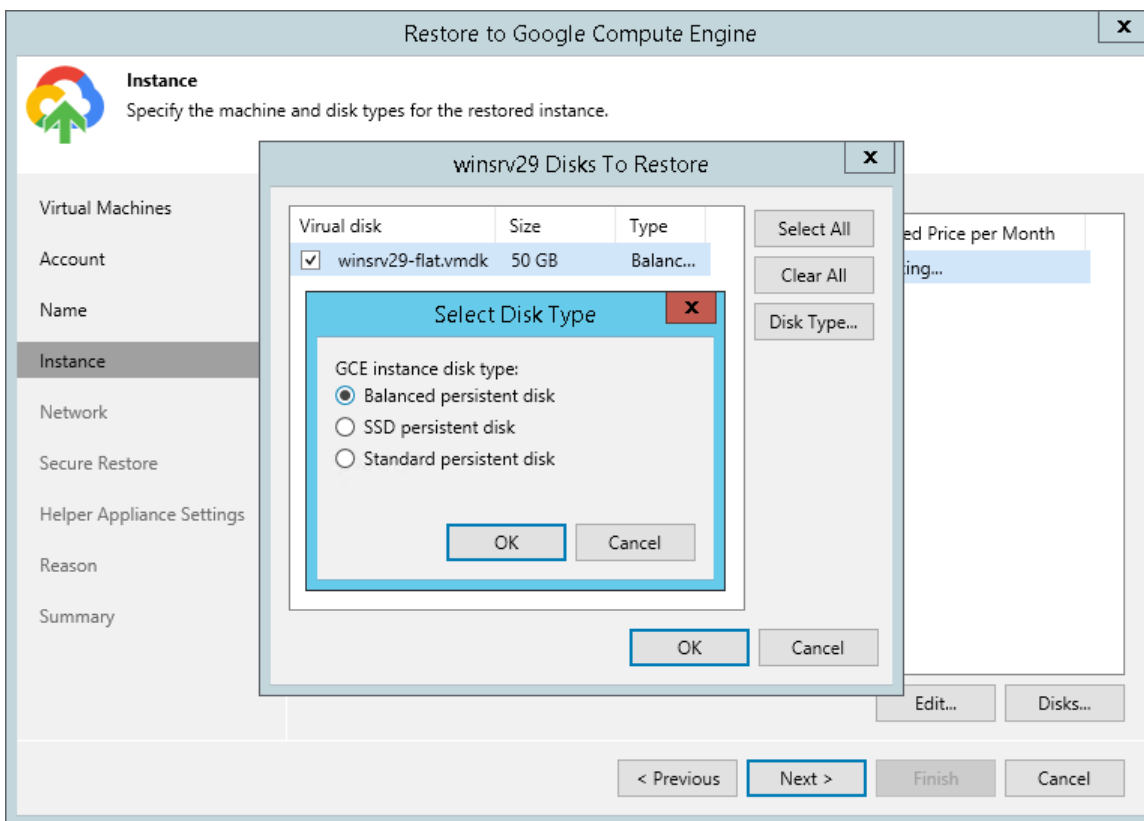 Restore to Google Compute Engine
x
Instance
Specify the machine and disk types for the restored instance.
Virtual Machines
Account
Name
Instance
Network
Secure Restore
Helper Appliance Settings
Reason
Summary
winsrv29 Disks To Restore
x
Virual disk Size Type
winsrv29-flat.vmdk 50 GB Balanc...
Select All
Clear All
Disk Type...
Select Disk Type
x
GCE instance disk type:
Balanced persistent disk
SSD persistent disk
Standard persistent disk
OK Cancel
OK Cancel
ed Price per Month
ing...
Edit... Disks...
< Previous Next > Finish Cancel